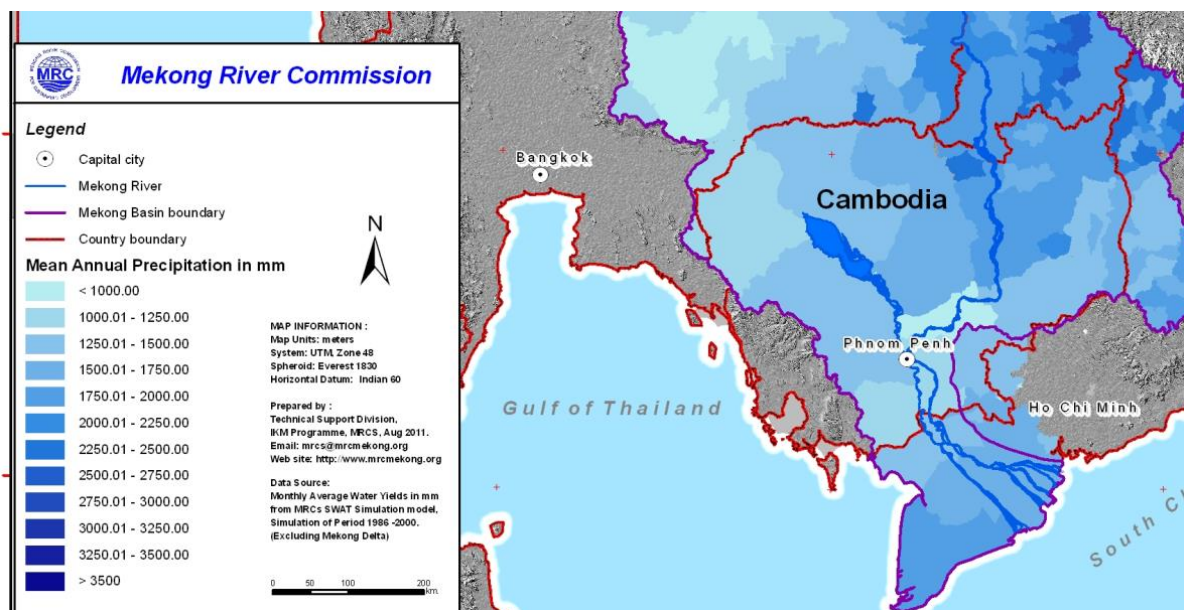 MRC
Mekong River Commission
Legend
Capital city
Mekong River
Mekong Basin boundary
Country boundary
Mean Annual Precipitation in mm
< 1000.00
1000.01 - 1250.00
1250.01 - 1500.00
1500.01 - 1750.00
1750.01 - 2000.00
2000.01 - 2250.00
2250.01 - 2500.00
2500.01 - 2750.00
2750.01 - 3000.00
3000.01 - 3250.00
3250.01 - 3500.00
> 3500
N
MAP INFORMATION :
Map Units: meters
System: UTM, Zone 48
Spheroid: Everest 1830
Horizontal Datum: Indian 60
Prepared by :
Technical Support Division,
IKM Programme, MRCS, Aug 2011.
Email: mrcs@mrcmekong.org
Web site: http://www.mrcmekong.org
Data Source:
Monthly Average Water Yields in mm
from MRCs SWAT Simulation model,
Simulation of Period 1986 -2000.
(Excluding Mekong Delta)
0 50 100 200
km.
Bangkok
Cambodia
Phnom Penh
Ho Chi Minh
Gulf of Thailand
South